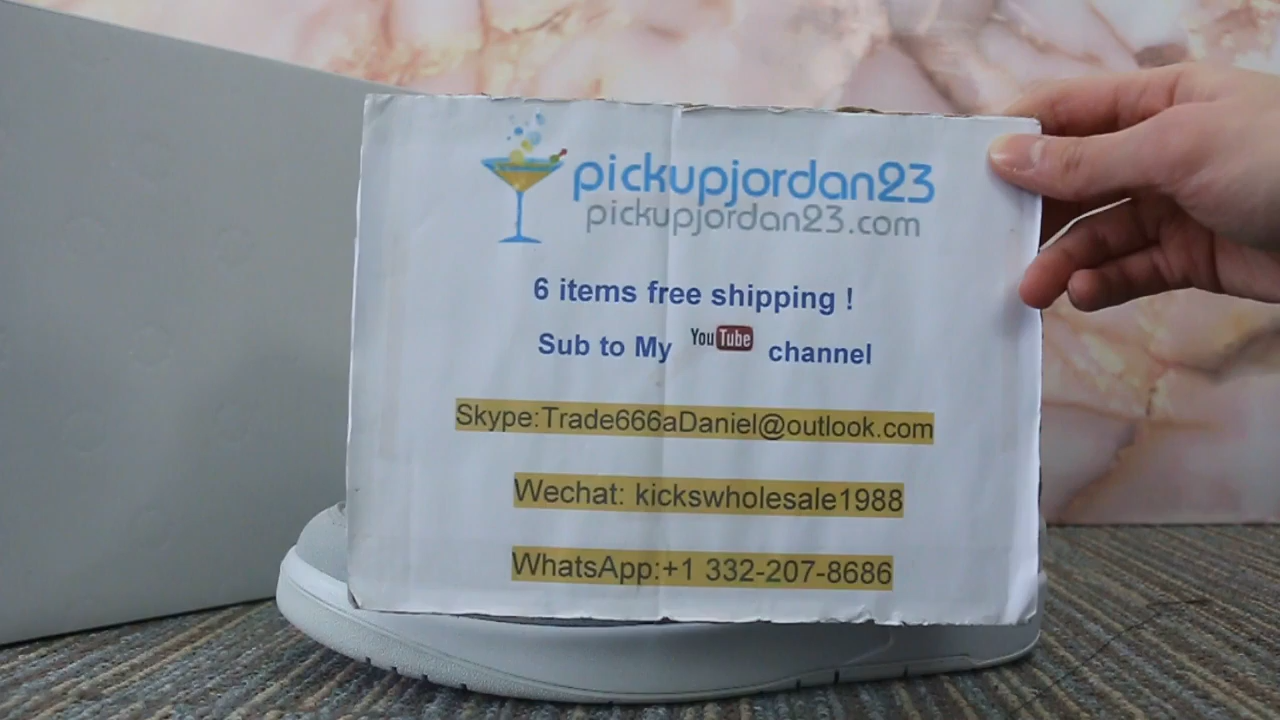 pickupjordan23
pickupjordan23.com
6 items free shipping !
Sub to My YouTube channel
Skype:Trade666aDaniel@outlook.com
Wechat: kickswholesale1988
WhatsApp:+1 332-207-8686